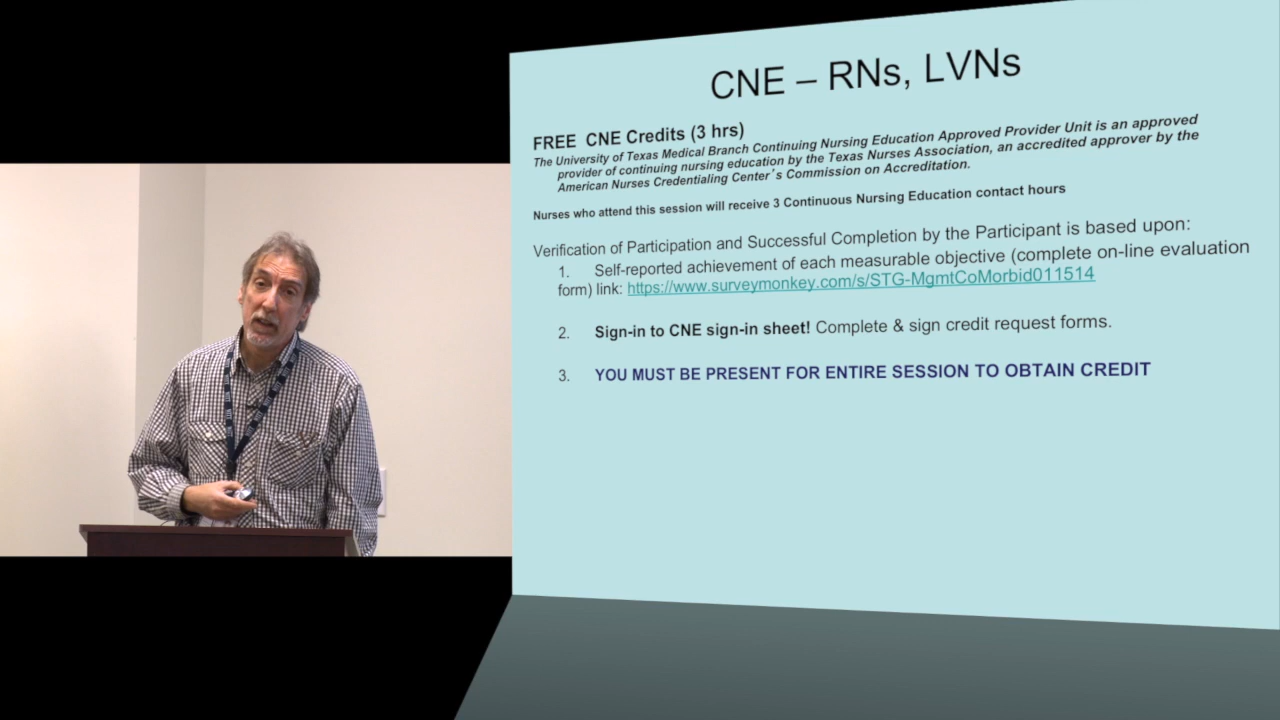 CNE – RNs, LVNs
FREE CNE Credits (3 hrs)
The University of Texas Medical Branch Continuing Nursing Education Approved Provider Unit is an approved
provider of continuing nursing education by the Texas Nurses Association, an accredited approver by the
American Nurses Credentialing Center's Commission on Accreditation.
Nurses who attend this session will receive 3 Continuous Nursing Education contact hours
Verification of Participation and Successful Completion by the Participant is based upon:
1. Self-reported achievement of each measurable objective (complete on-line evaluation
form) link: https://www.surveymonkey.com/s/STG-MgmtCoMorbid011514
2. Sign-in to CNE sign-in sheet! Complete & sign credit request forms.
3. YOU MUST BE PRESENT FOR ENTIRE SESSION TO OBTAIN CREDIT